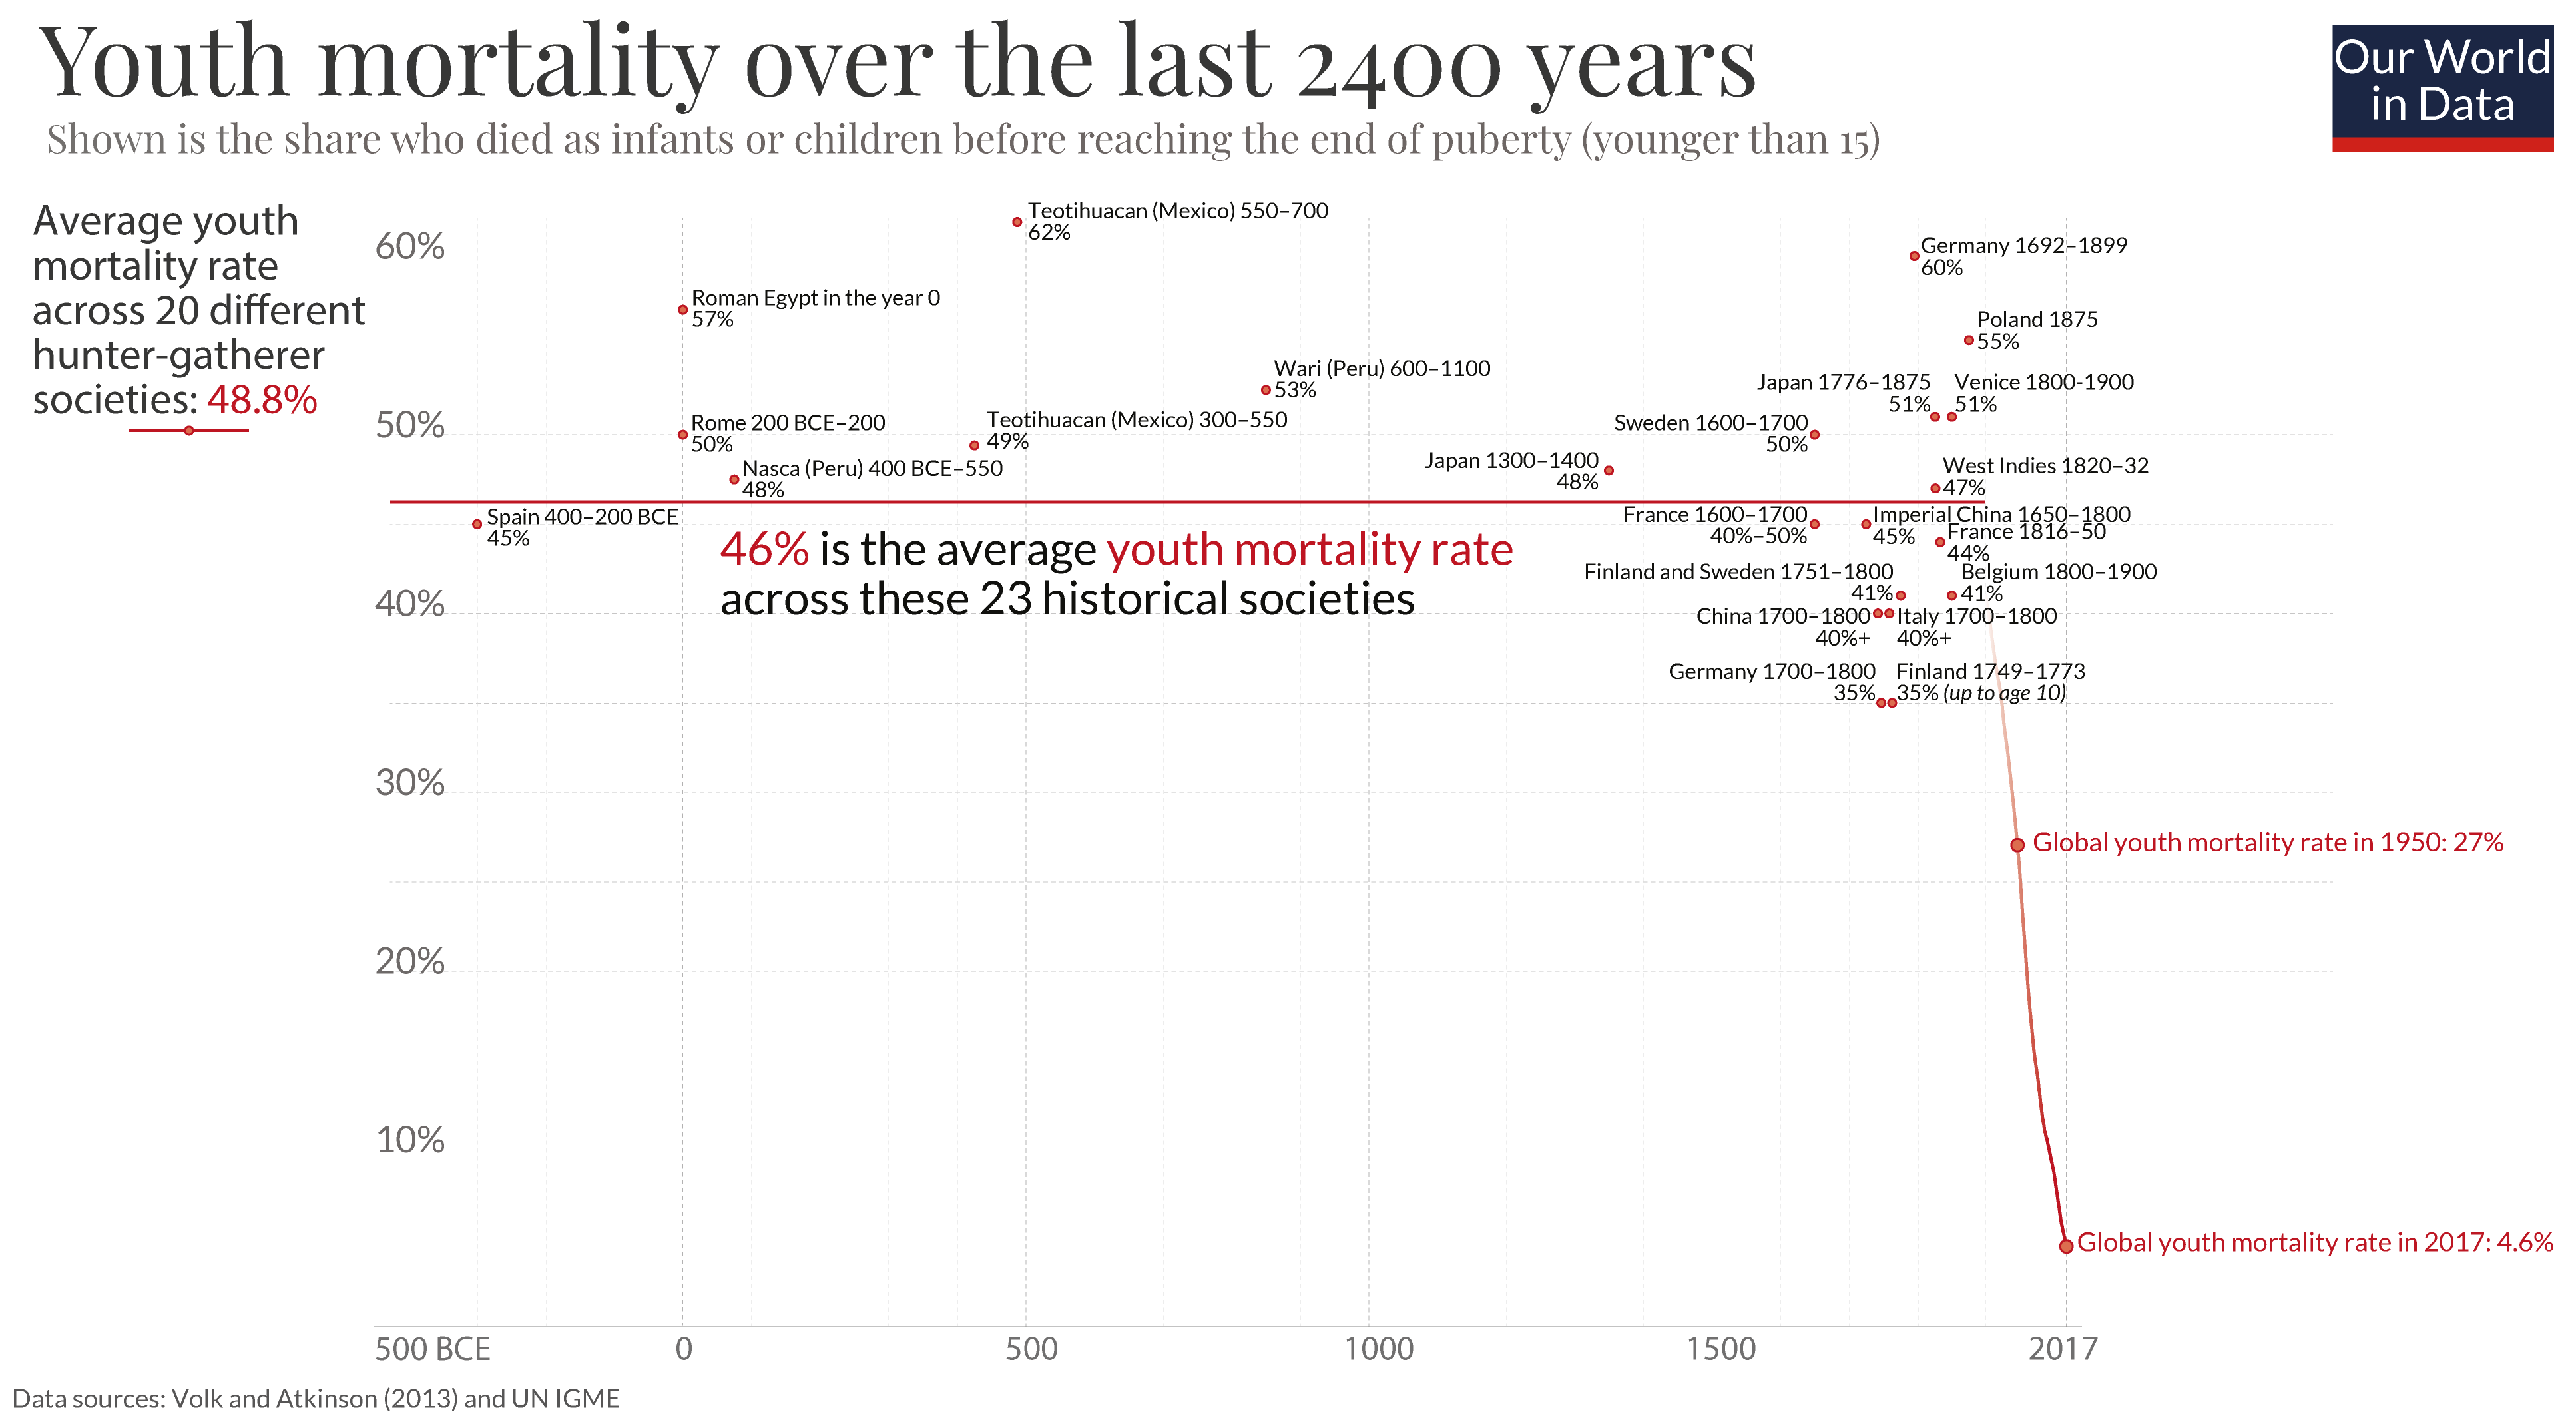 Youth mortality over the last 2400 years
Shown is the share who died as infants or children before reaching the end of puberty (younger than 15)
Our World
in Data
Average youth
mortality rate
across 20 different
hunter-gatherer
societies: 48.8%
60%
50%
40%
30%
20%
10%
Teotihuacan (Mexico) 550–700
62%
Germany 1692–1899
60%
Roman Egypt in the year 0
57%
Poland 1875
55%
Wari (Peru) 600–1100
53%
Japan 1776–1875
51%
Venice 1800-1900
51%
Rome 200 BCE–200
50%
Teotihuacan (Mexico) 300–550
49%
Sweden 1600–1700
50%
Nasca (Peru) 400 BCE–550
48%
Japan 1300–1400
48%
West Indies 1820–32
47%
Spain 400–200 BCE
45%
France 1600–1700
40%–50%
Imperial China 1650–1800
45%
France 1816–50
44%
46% is the average youth mortality rate
across these 23 historical societies
Finland and Sweden 1751–1800
41%
Belgium 1800–1900
41%
China 1700–1800
40%+
Italy 1700–1800
40%+
Germany 1700–1800
35%
Finland 1749–1773
35% (up to age 10)
Global youth mortality rate in 1950: 27%
Global youth mortality rate in 2017: 4.6%
500 BCE
0
500
1000
1500
2017
Data sources: Volk and Atkinson (2013) and UN IGME